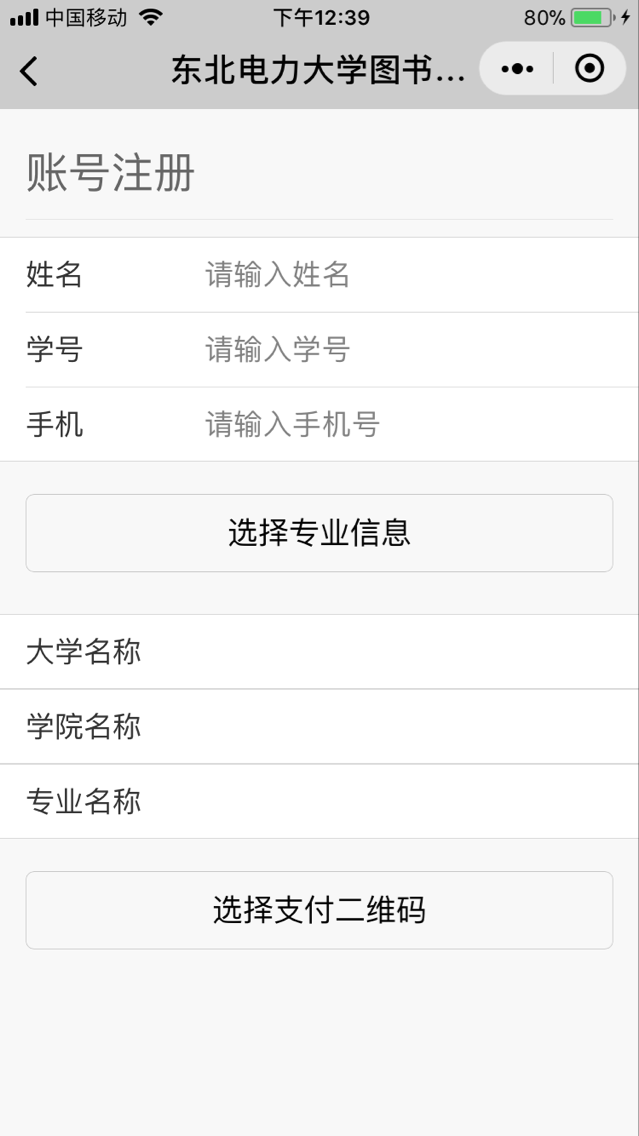 中国移动 下午12:39 80%
东北电力大学图书...
账号注册
姓名 请输入姓名
学号 请输入学号
手机 请输入手机号
选择专业信息
大学名称
学院名称
专业名称
选择支付二维码